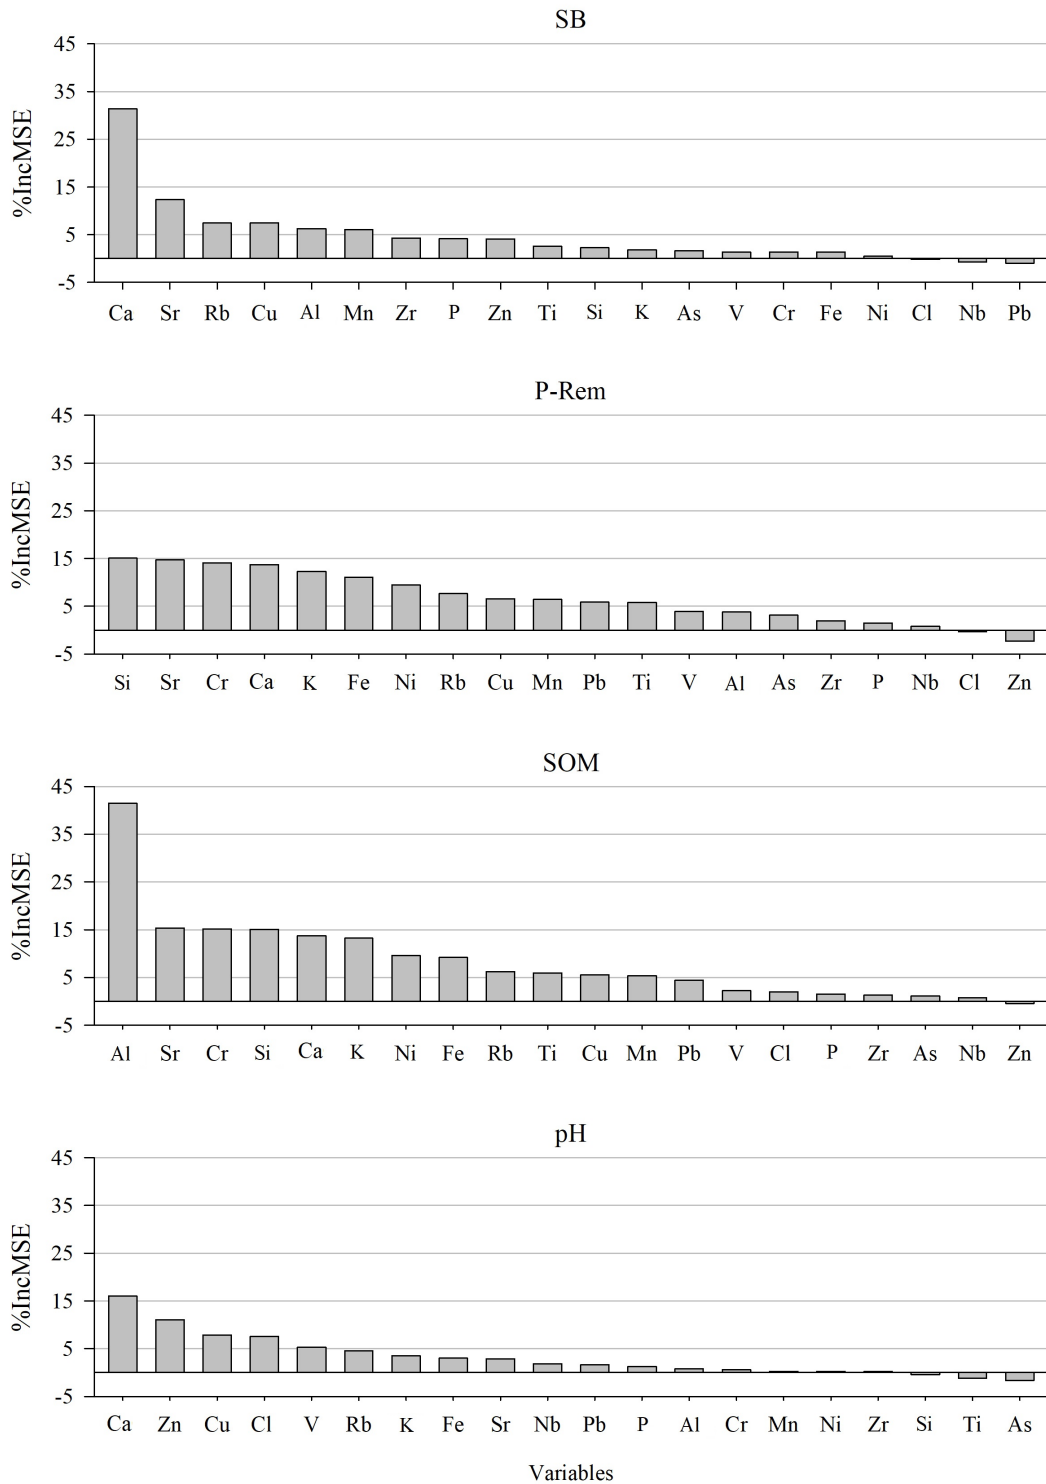 SB
%IncMSE
45
35
25
15
5
-5
Ca Sr Rb Cu Al Mn Zr P Zn Ti Si K As V Cr Fe Ni Cl Nb Pb
P-Rem
%IncMSE
45
35
25
15
5
-5
Si Sr Cr Ca K Fe Ni Rb Cu Mn Pb Ti V Al As Zr P Nb Cl Zn
SOM
%IncMSE
45
35
25
15
5
-5
Al Sr Cr Si Ca K Ni Fe Rb Ti Cu Mn Pb V Cl P Zr As Nb Zn
pH
%IncMSE
45
35
25
15
5
-5
Ca Zn Cu Cl V Rb K Fe Sr Nb Pb P Al Cr Mn Ni Zr Si Ti As
Variables